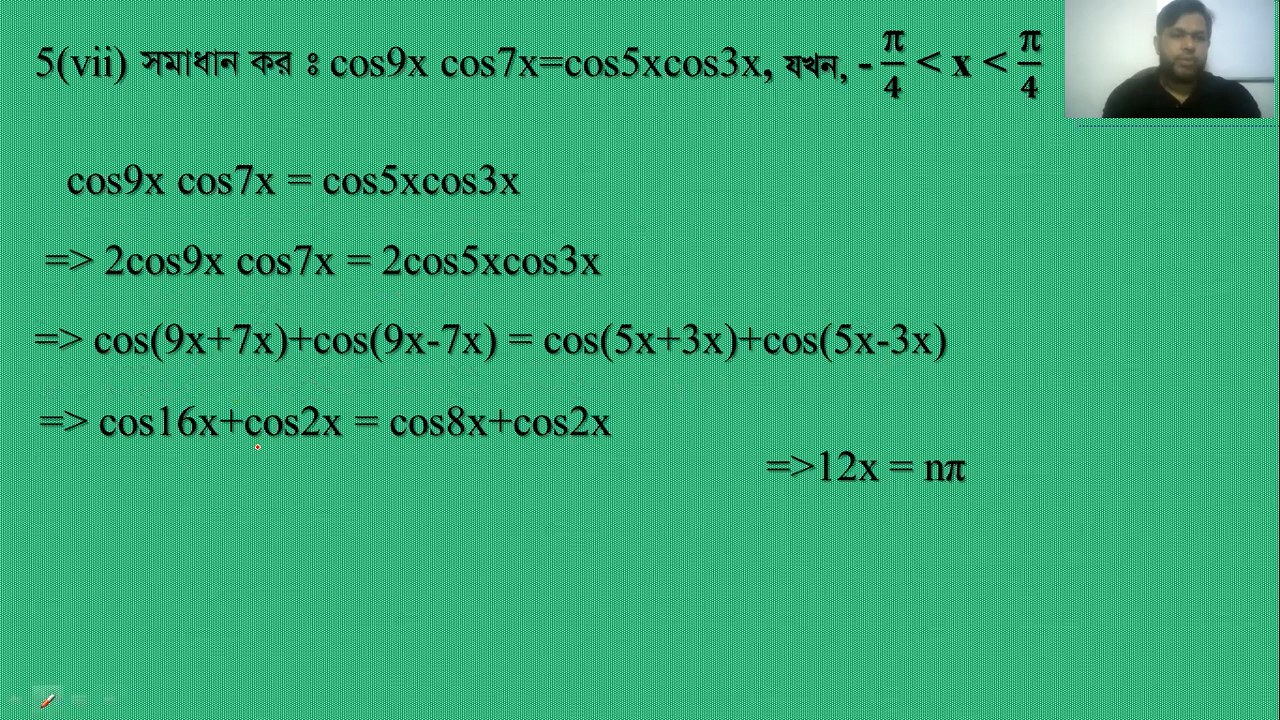 5(vii) সমাধান কর ঃ cos9x cos7x=cos5xcos3x, যখন, - π/4 < x < π/4
cos9x cos7x = cos5xcos3x
=> 2cos9x cos7x = 2cos5xcos3x
=> cos(9x+7x)+cos(9x-7x) = cos(5x+3x)+cos(5x-3x)
=> cos16x+cos2x = cos8x+cos2x
=>12x = nπ